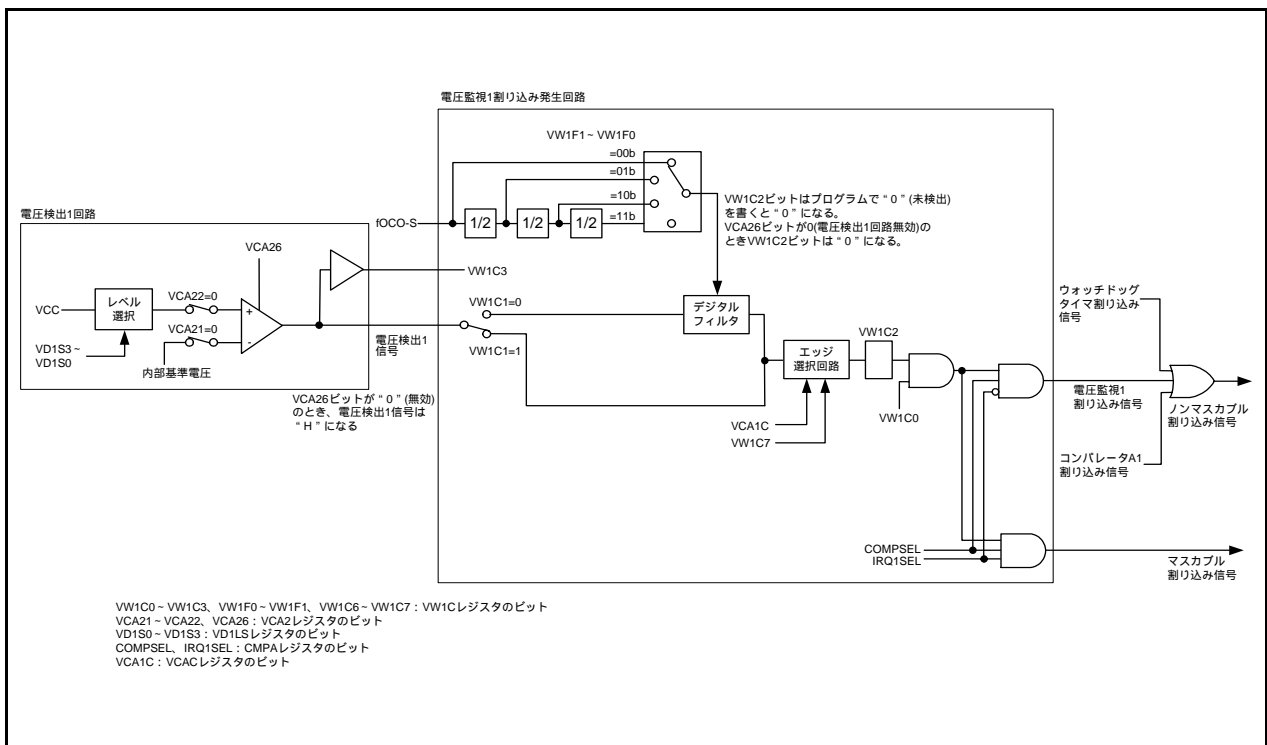 電圧監視1割り込み発生回路
VW1F1~VW1F0
=00b
=01b
=10b
=11b
fOCO-S
1/2
1/2
1/2
VW1C2ビットはプログラムで“0”(未検出)
を書くと“0”になる。
VCA26ビットが0(電圧検出1回路無効)の
ときVW1C2ビットは“0”になる。
電圧検出1回路
VCA26
VW1C3
VCC
レベル
選択
VCA22=0
+
VCA21=0
-
VD1S3~
VD1S0
内部基準電圧
電圧検出1
信号
VW1C1=0
VW1C1=1
デジタル
フィルタ
VCA26ビットが“0”(無効)
のとき、電圧検出1信号は
“H”になる
エッジ
選択回路
VW1C2
VW1C0
VCA1C
VW1C7
ウォッチドッグ
タイマ割り込み
信号
電圧監視1
割り込み信号
ノンマスカブル
割り込み信号
コンパレータA1
割り込み信号
COMPSEL
IRQ1SEL
マスカブル
割り込み信号
VW1C0~VW1C3、VW1F0~VW1F1、VW1C6~VW1C7:VW1Cレジスタのビット
VCA21~VCA22、VCA26:VCA2レジスタのビット
VD1S0~VD1S3:VD1LSレジスタのビット
COMPSEL、IRQ1SEL:CMPAレジスタのビット
VCA1C:VCACレジスタのビット